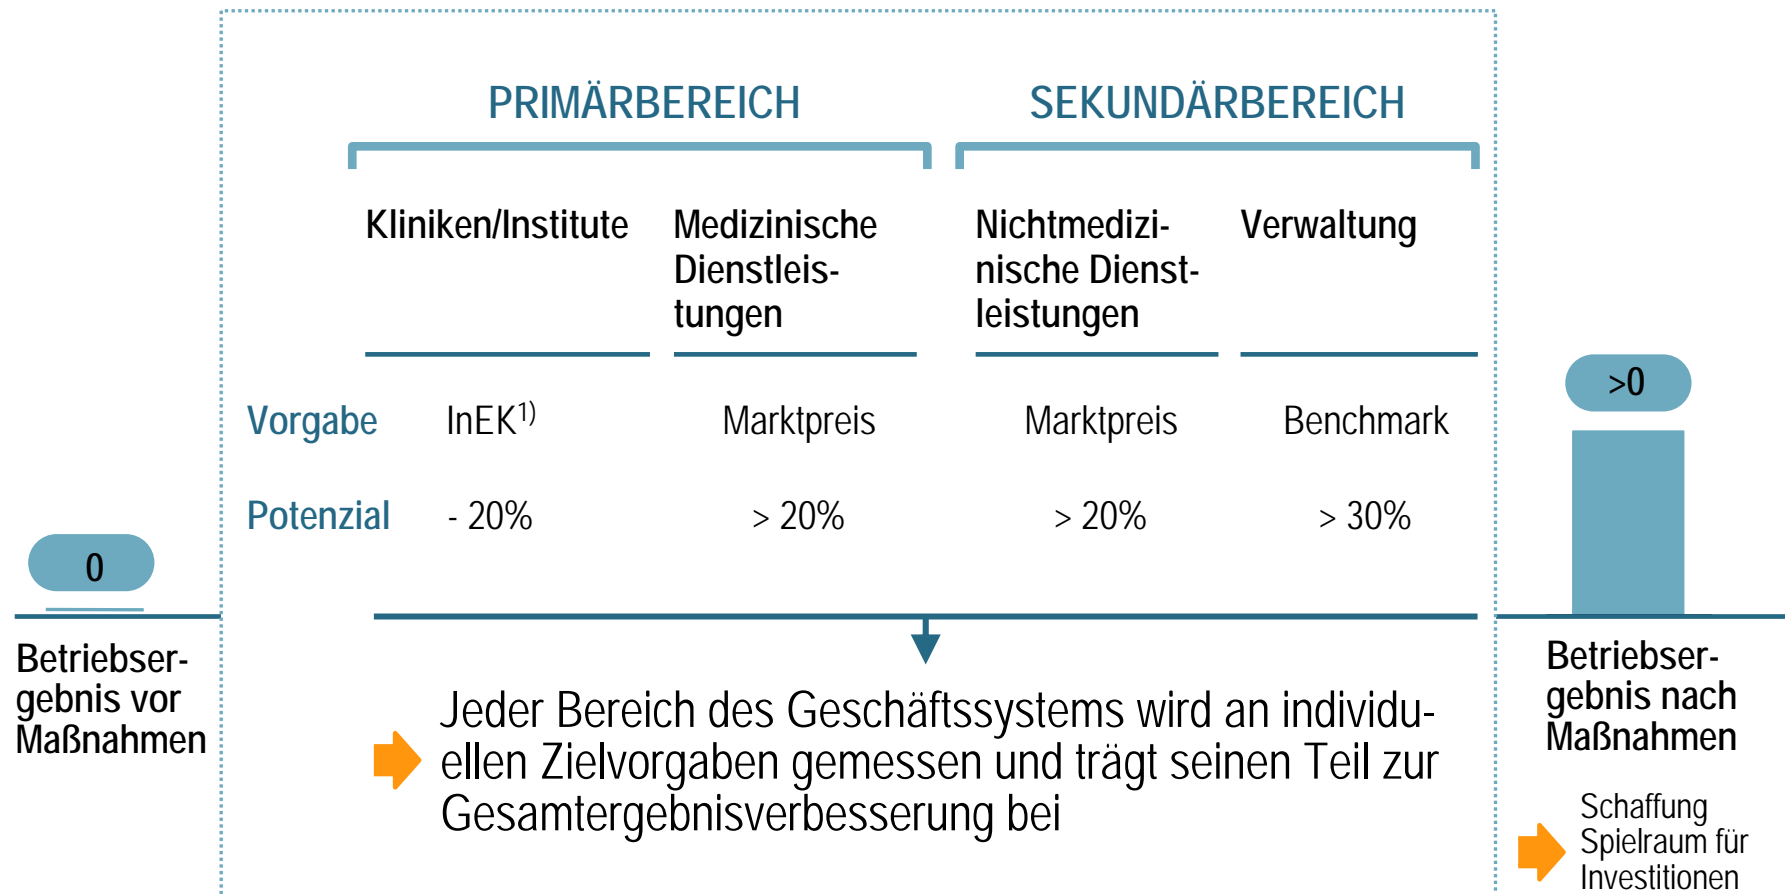 PRIMÄRBEREICH SEKUNDÄRBEREICH
Kliniken/Institute
Medizinische
Dienstleis-
tungen
Nichtmedizi-
nische Dienst-
leistungen
Verwaltung
Vorgabe InEK1) Marktpreis Marktpreis Benchmark
Potenzial - 20% > 20% > 20% > 30%
0
Betriebser-
gebnis vor
Maßnahmen
Jeder Bereich des Geschäftssystems wird an individu-
ellen Zielvorgaben gemessen und trägt seinen Teil zur
Gesamtergebnisverbesserung bei
>0
Betriebser-
gebnis nach
Maßnahmen
Schaffung
Spielraum für
Investitionen